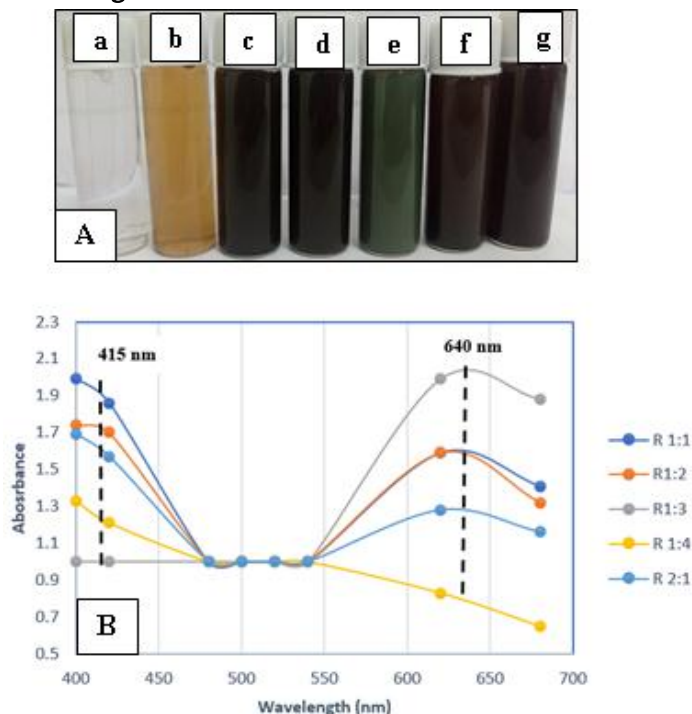 a b c d e f g
A
2.3
2.1
1.9
1.7
1.5
1.3
1.1
0.9
0.7
0.5
Abosrbance
415 nm
640 nm
B
400 450 500 550 600 650 700
Wavelength (nm)
R 1:1
R1:2
R1:3
R 1:4
R 2:1